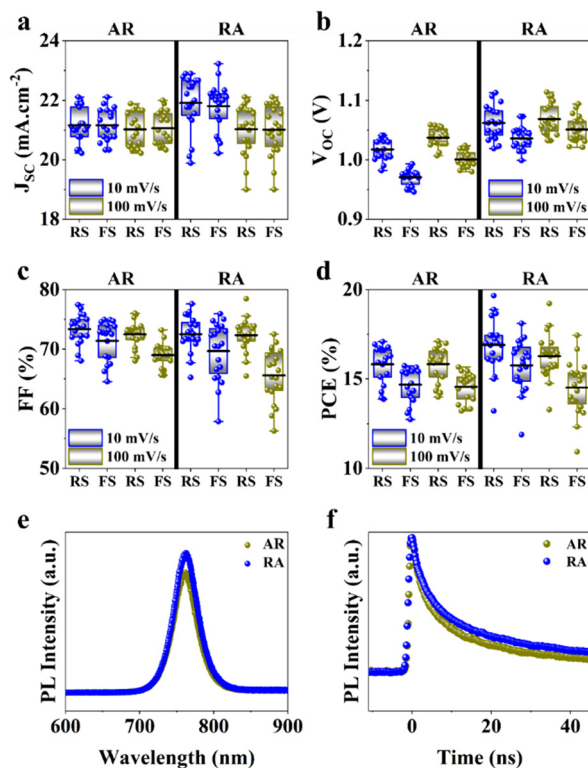 a AR RA
J_SC (mA.cm⁻²)
24
22
20
18
10 mV/s
100 mV/s
RS FS RS FS RS FS RS FS
b AR RA
V_OC (V)
1.2
1.1
1.0
0.9
10 mV/s
100 mV/s
RS FS RS FS RS FS RS FS
c AR RA
FF (%)
80
70
60
50
10 mV/s
100 mV/s
RS FS RS FS RS FS RS FS
d AR RA
PCE (%)
20
15
10
10 mV/s
100 mV/s
RS FS RS FS RS FS RS FS
e
AR
RA
PL Intensity (a.u.)
600 700 800 900
Wavelength (nm)
f
AR
RA
PL Intensity (a.u.)
0 20 40
Time (ns)